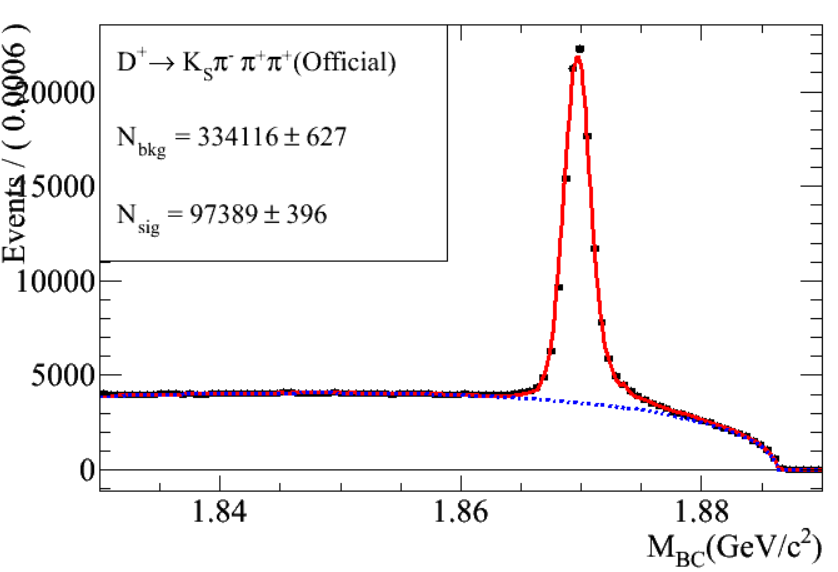 D⁺→ K_Sπ⁻ π⁺π⁺(Official)
N_bkg = 334116 ± 627
N_sig = 97389 ± 396
Events / ( 0.0006 )
20000
15000
10000
5000
0
1.84 1.86 1.88
M_BC(GeV/c²)